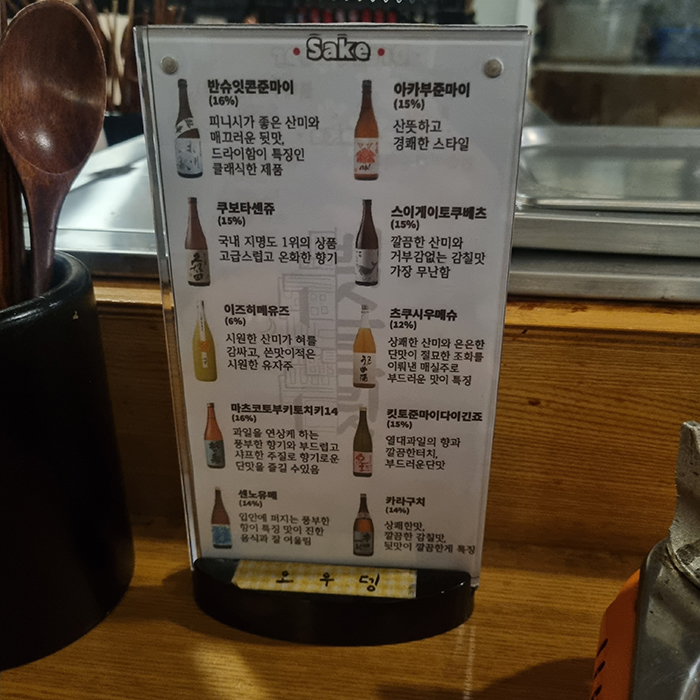 Sake
반슈잇콘준마이
(16%)
피니시가 좋은 산미와
매끄러운 뒷맛,
드라이함이 특징인
클래식한 제품
아카부준마이
(15%)
산뜻하고
경쾌한 스타일
쿠보타센쥬
(15%)
국내 지명도 1위의 상품
고급스럽고 온화한 향기
스이게이토쿠베츠
(15%)
깔끔한 산미와
거부감없는 감칠맛
가장 무난함
이즈히메유즈
(6%)
시원한 산미가 혀를
감싸고, 쓴맛이적은
시원한 유자주
츠쿠시우메슈
(12%)
상쾌한 산미와 은은한
단맛이 절묘한 조화를
이뤄낸 매실주로
부드러운 맛이 특징
마츠코토부키토치키14
(16%)
과일을 연상케 하는
풍부한 향기와 부드럽고
샤프한 주질로 향기로운
단맛을 즐길 수있음
킷토준마이다이긴죠
(15%)
열대과일의 향과
깔끔한터치,
부드러운단맛
센노유메
(14%)
입안에 퍼지는 풍부한
향이 특징 맛이 진한
음식과 잘 어울림
카라구치
(14%)
상쾌한맛,
깔끔한 감칠맛,
뒷맛이 깔끔한게 특징
오우뎅